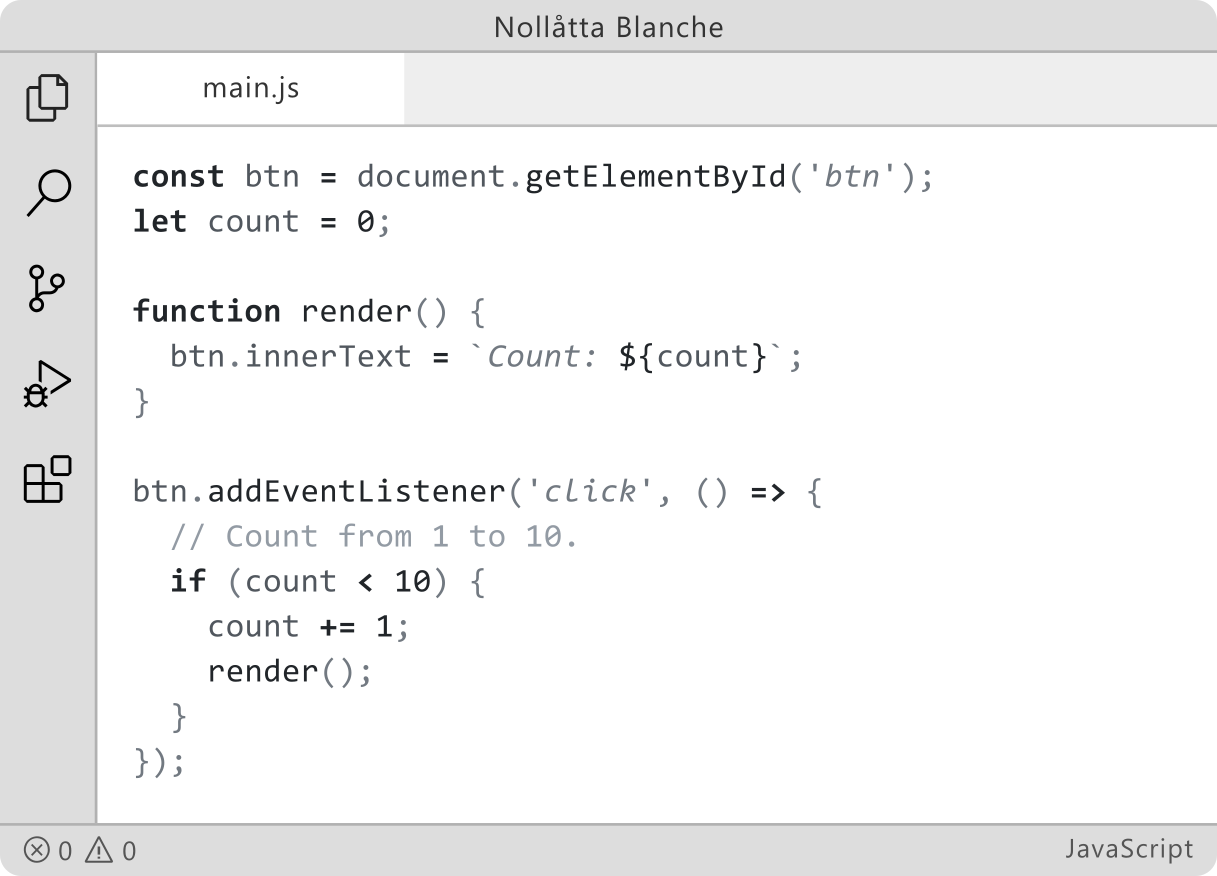 Nollåtta Blanche
main.js
const btn = document.getElementById('btn');
let count = 0;
function render() {
  btn.innerText = `Count: ${count}`;
}
btn.addEventListener('click', () => {
  // Count from 1 to 10.
  if (count < 10) {
    count += 1;
    render();
  }
});
0 0 JavaScript